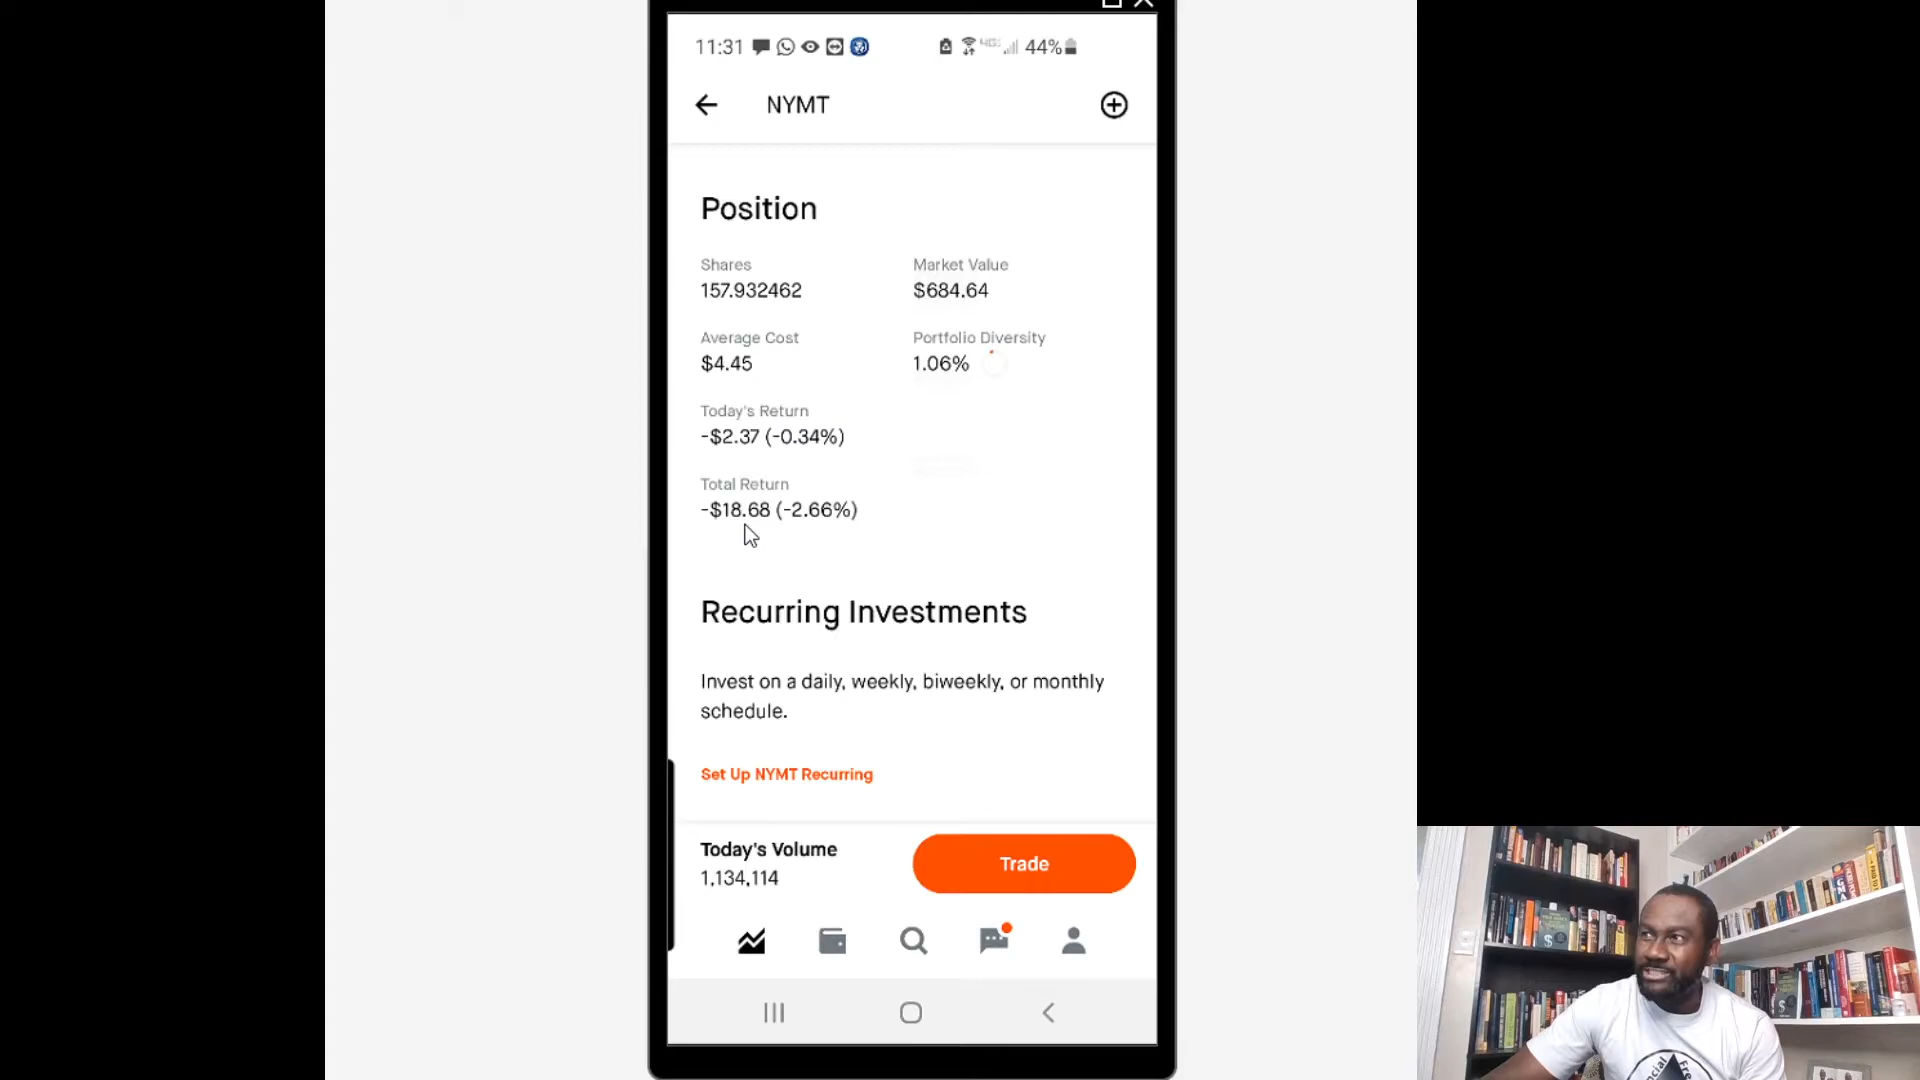 11:31
44%
NYMT
Position
Shares
Market Value
157.932462
$684.64
Average Cost
Portfolio Diversity
$4.45
1.06%
Today's Return
-$2.37 (-0.34%)
Total Return
-$18.68 (-2.66%)
Recurring Investments
Invest on a daily, weekly, biweekly, or monthly
schedule.
Set Up NYMT Recurring
Today's Volume
1,134,114
Trade